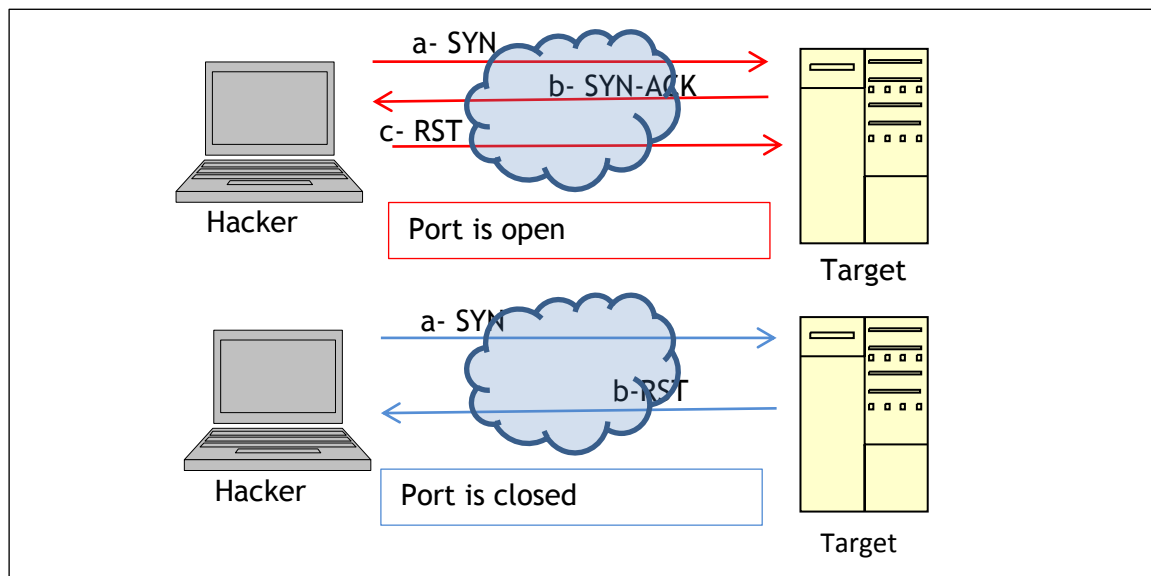 a- SYN
b- SYN-ACK
c- RST
Hacker
Port is open
Target
a- SYN
b-RST
Hacker
Port is closed
Target